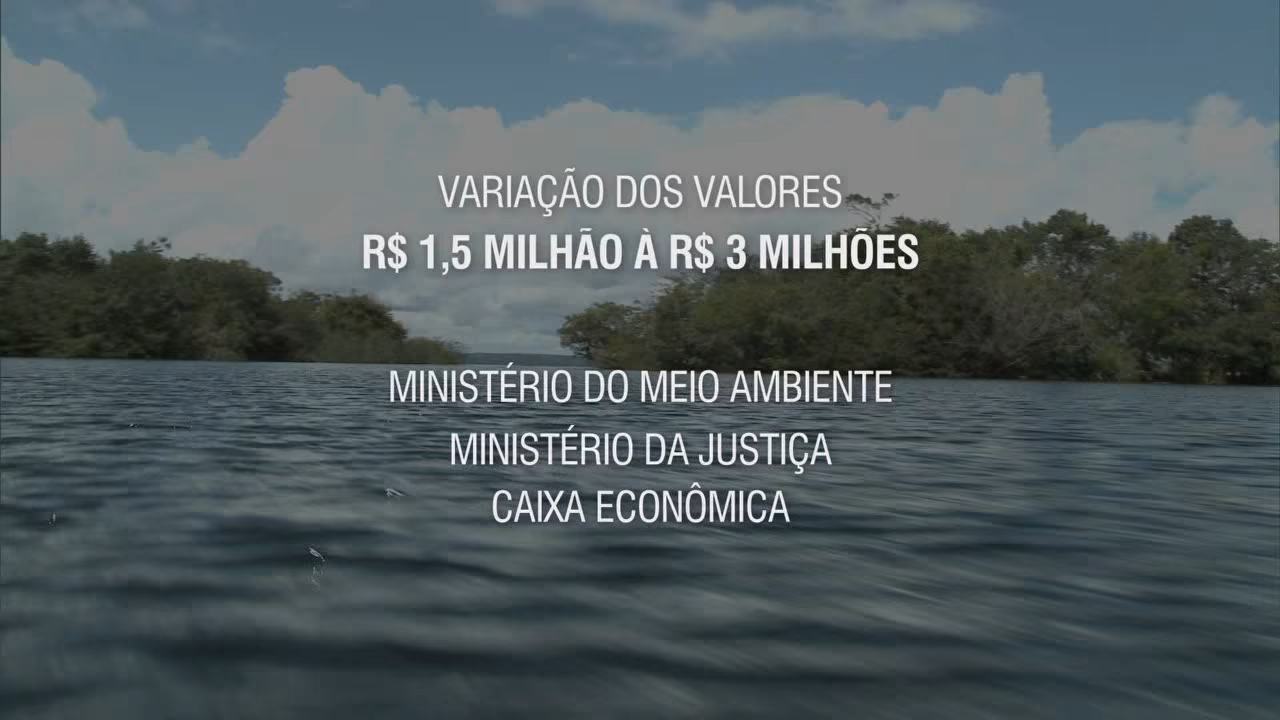 VARIAÇÃO DOS VALORES
R$ 1,5 MILHÃO À R$ 3 MILHÕES
MINISTÉRIO DO MEIO AMBIENTE
MINISTÉRIO DA JUSTIÇA
CAIXA ECONÔMICA